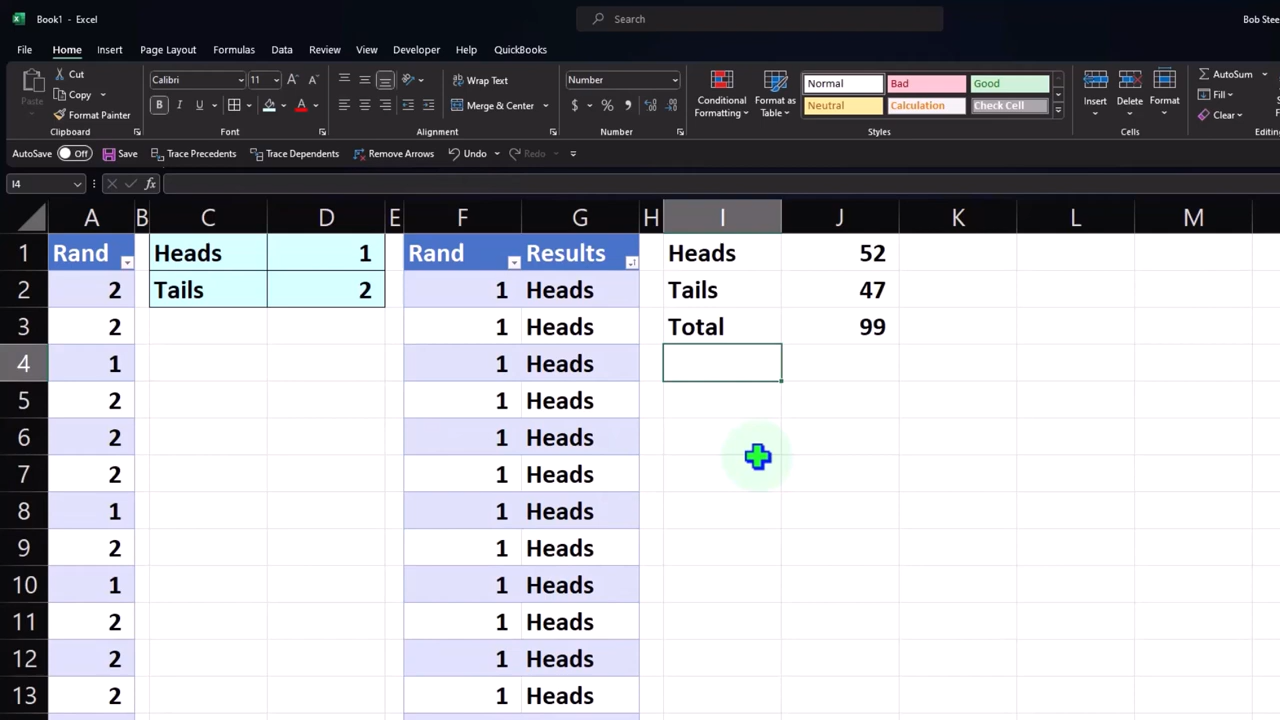 Book1 - Excel
Search
Bob Stee
File Home Insert Page Layout Formulas Data Review View Developer Help QuickBooks
Cut
Copy
Format Painter
Paste
Clipboard
Calibri 11
B I U
Font
Wrap Text
Merge & Center
Alignment
Number
$ % 9
Number
Conditional Formatting
Format as Table
Normal Bad Good
Neutral Calculation Check Cell
Styles
Insert Delete Format
Cells
AutoSum
Fill
Clear
AutoSave Off Save Trace Precedents Trace Dependents Remove Arrows Undo Redo
I4 fx
A B C D E F G H I J K L M
1 Rand Heads 1 Rand Results Heads 52
2 2 Tails 2 1 Heads Tails 47
3 2 1 Heads Total 99
4 1 1 Heads
5 2 1 Heads
6 2 1 Heads
7 2 1 Heads
8 1 1 Heads
9 2 1 Heads
10 1 1 Heads
11 2 1 Heads
12 2 1 Heads
13 2 1 Heads